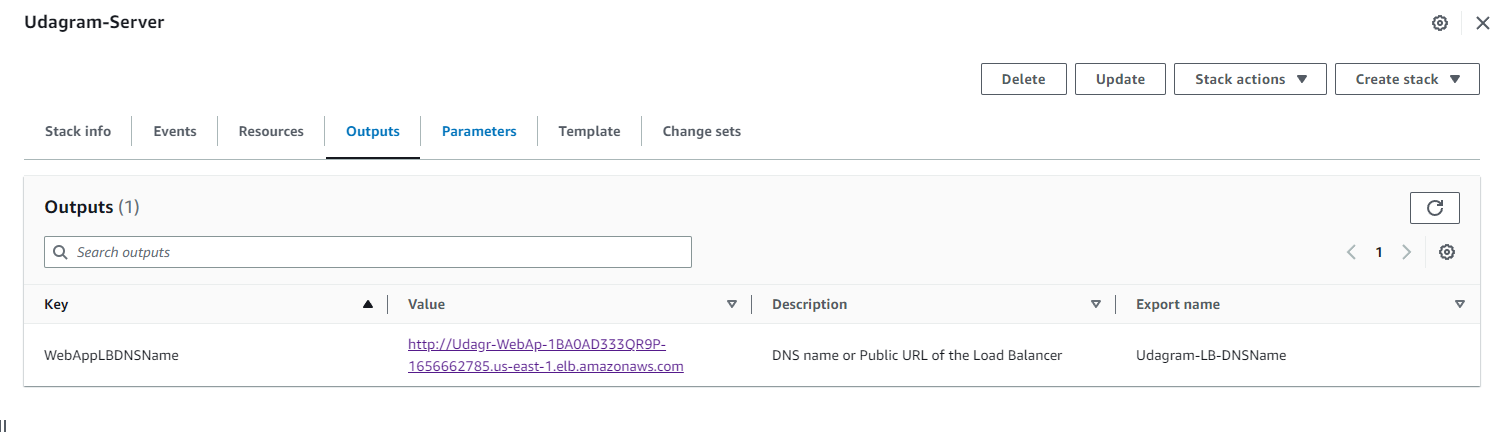 Udagram-Server
Delete
Update
Stack actions
Create stack
Stack info
Events
Resources
Outputs
Parameters
Template
Change sets
Outputs (1)
Search outputs
1
Key
Value
Description
Export name
WebAppLBDNSName
http://Udagr-WebAp-1BA0AD333QR9P-
1656662785.us-east-1.elb.amazonaws.com
DNS name or Public URL of the Load Balancer
Udagram-LB-DNSName